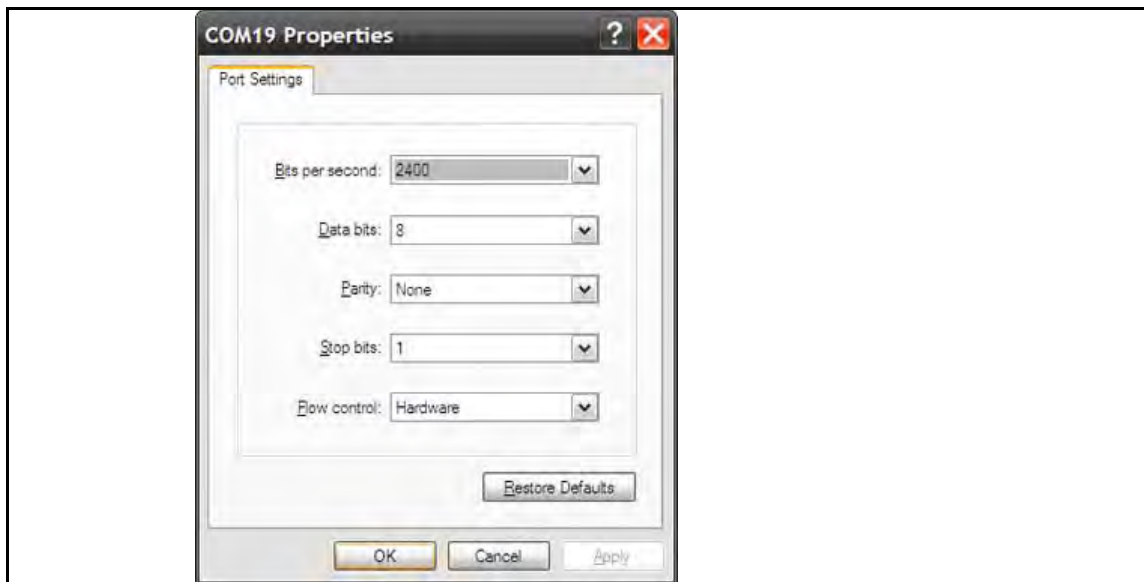 COM19 Properties
Port Settings
Bits per second: 2400
Data bits: 8
Parity: None
Stop bits: 1
Flow control: Hardware
Restore Defaults
OK Cancel Apply